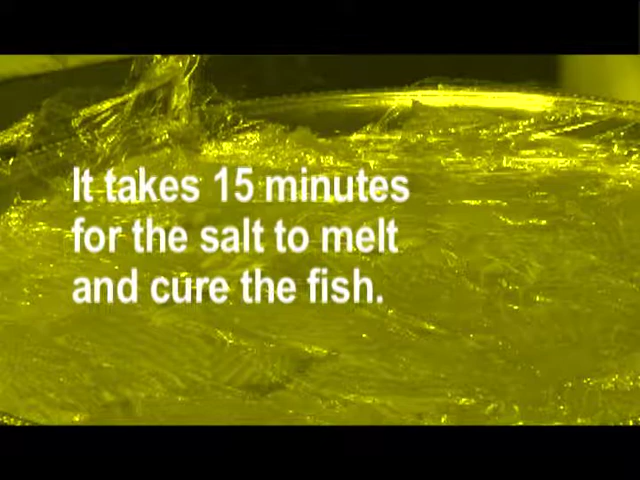 It takes 15 minutes
for the salt to melt
and cure the fish.